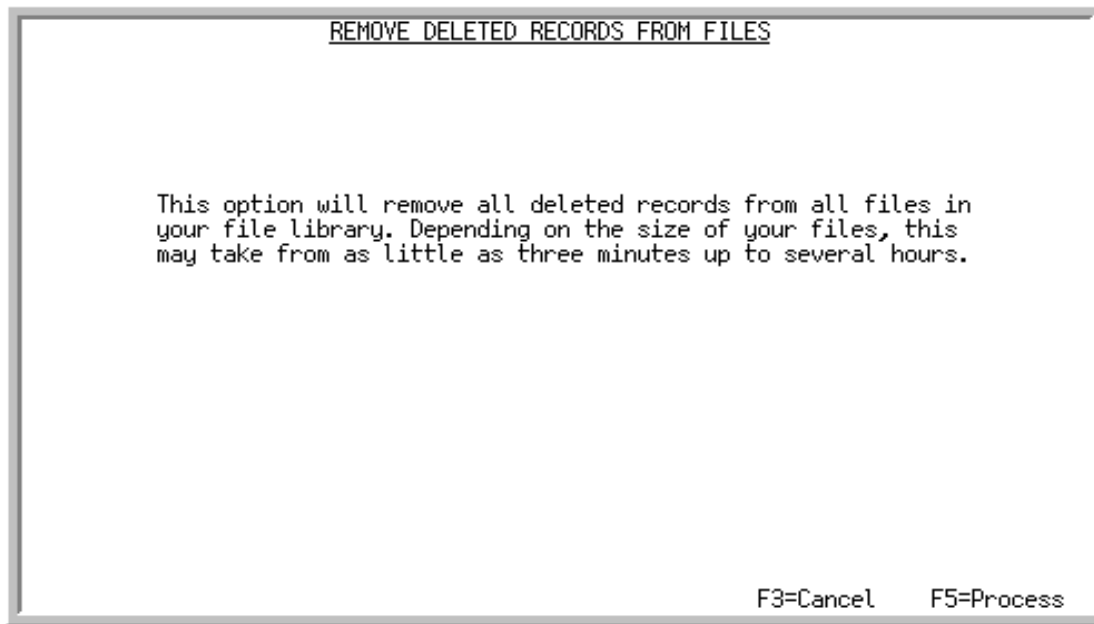 REMOVE DELETED RECORDS FROM FILES
This option will remove all deleted records from all files in
your file library. Depending on the size of your files, this
may take from as little as three minutes up to several hours.
F3=Cancel F5=Process